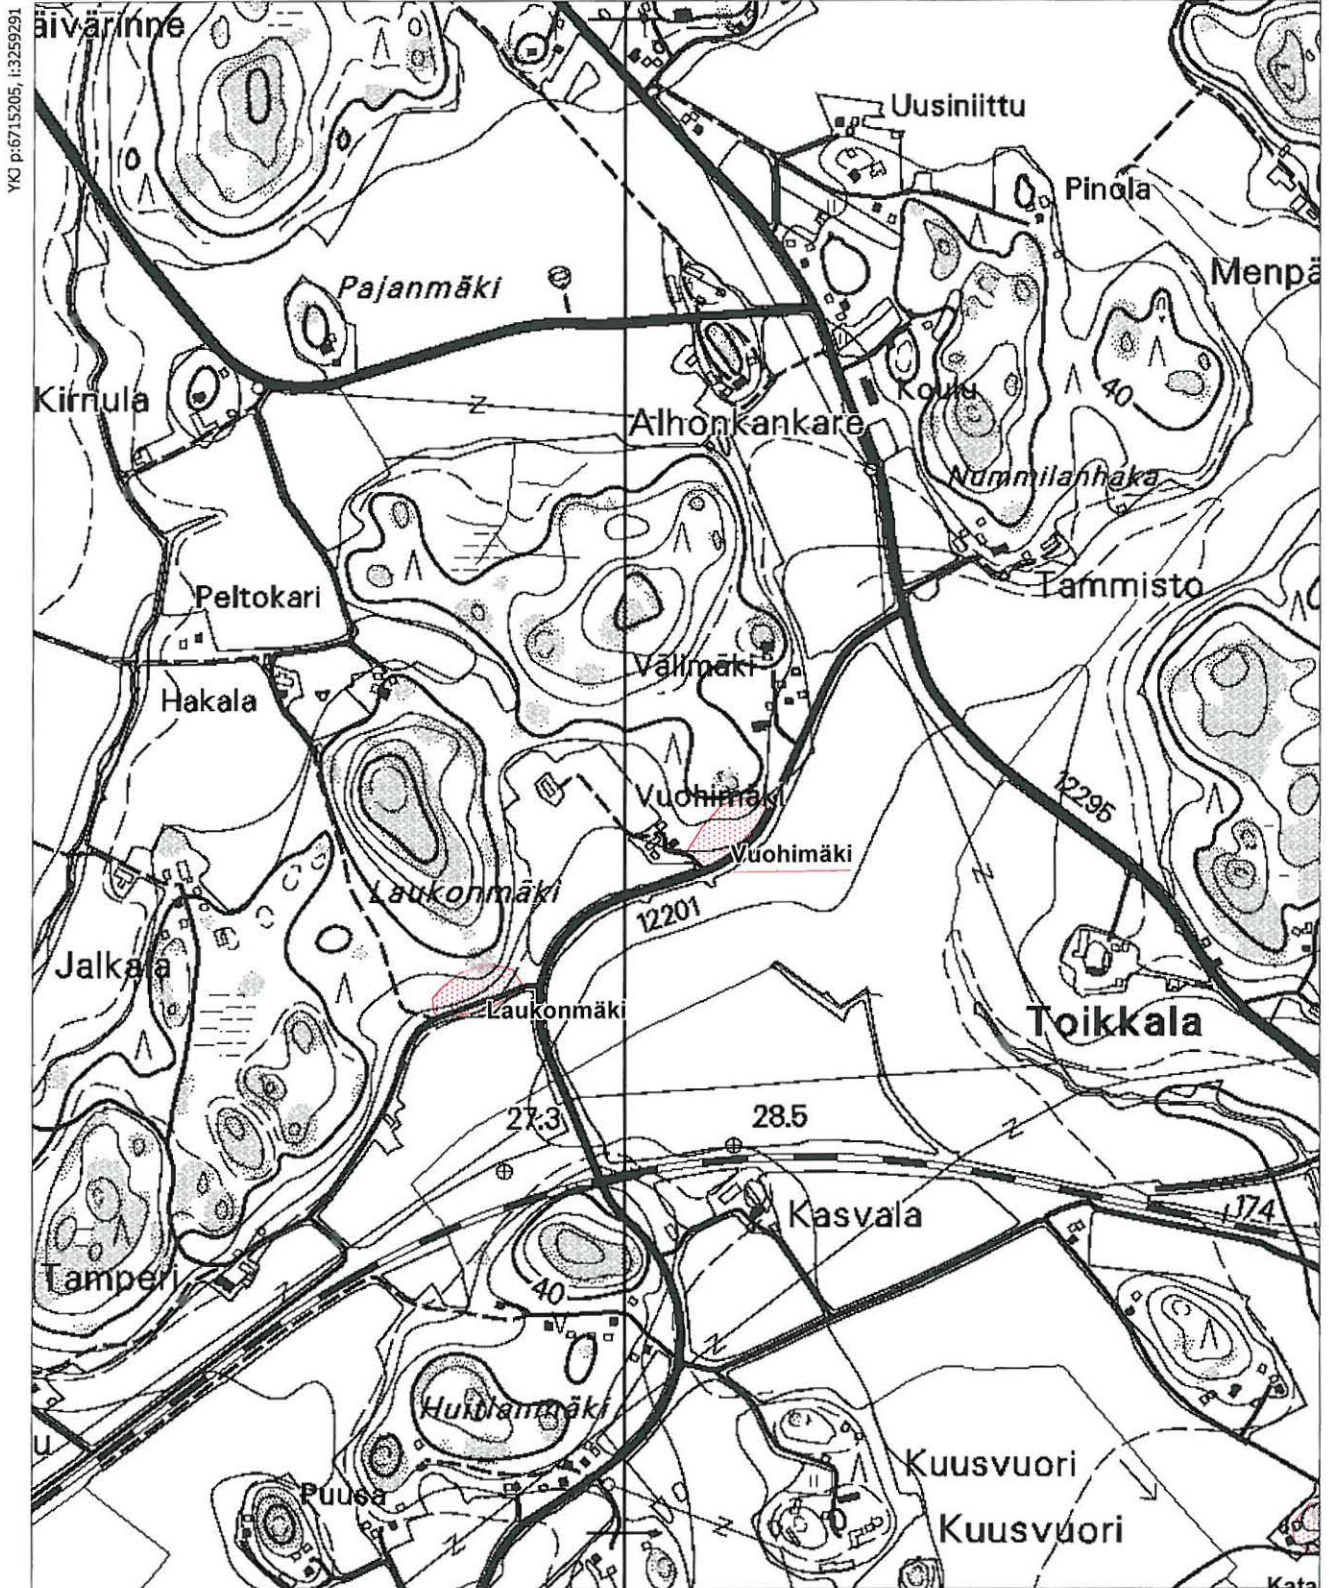 YKJ p:6715205, i:3259291
äivärinne
Uusiniittu
Pinola
Menpä
Pajanmäki
Kirnula
Z
Alhonkankare
Koulu
40
Nummilanhaka
Tammisto
Peltokari
Välimäki
Hakala
12295
Vuohimäki
Vuohimäki
Z
Laukonmäki
12201
Jalkala
Laukonmäki
Toikkala
27.3
28.5
Z
Kasvala
174
Tamperi
Z
40
Z
Huitlanmäki
u
Kuusvuori
Puusa
Kuusvuori
Z
Z
Kata